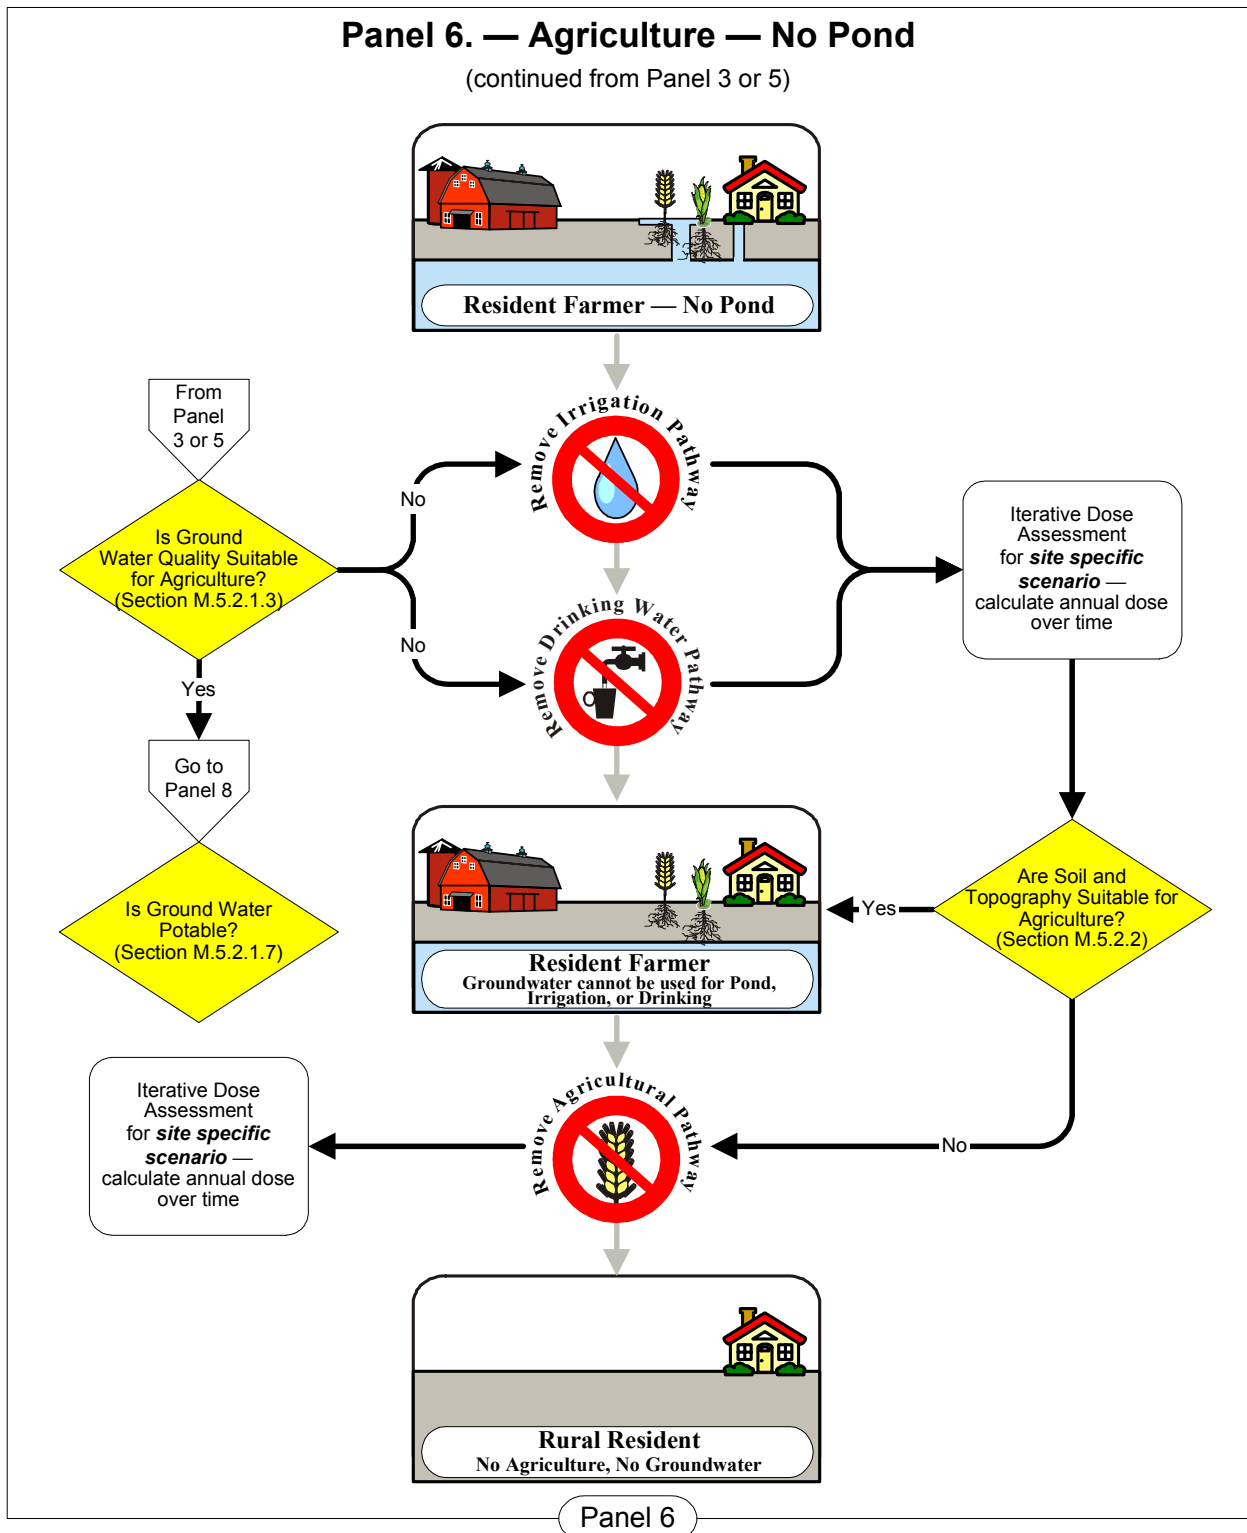 Panel 6. — Agriculture — No Pond
(continued from Panel 3 or 5)
Resident Farmer — No Pond
From
Panel
3 or 5
Remove Irrigation Pathway
No
Is Ground
Water Quality Suitable
for Agriculture?
(Section M.5.2.1.3)
No
Remove Drinking Water Pathway
Iterative Dose
Assessment
for site specific
scenario —
calculate annual dose
over time
Yes
Go to
Panel 8
Is Ground Water
Potable?
(Section M.5.2.1.7)
Are Soil and
Topography Suitable for
Agriculture?
(Section M.5.2.2)
Yes
Resident Farmer
Groundwater cannot be used for Pond,
Irrigation, or Drinking
No
Remove Agricultural Pathway
Iterative Dose
Assessment
for site specific
scenario —
calculate annual dose
over time
Rural Resident
No Agriculture, No Groundwater
Panel 6